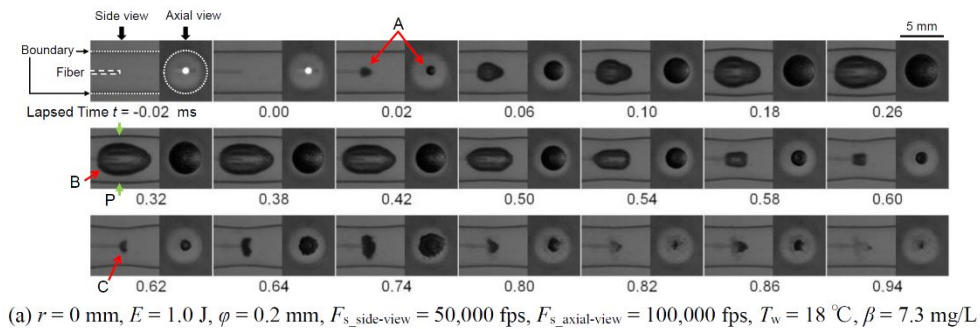 Side view Axial view
A
5 mm
Boundary
Fiber
Lapsed Time t = -0.02 ms 0.00 0.02 0.06 0.10 0.18 0.26
B
P
0.32 0.38 0.42 0.50 0.54 0.58 0.60
C
0.62 0.64 0.74 0.80 0.82 0.86 0.94
(a) r = 0 mm, E = 1.0 J, φ = 0.2 mm, Fs_side-view = 50,000 fps, Fs_axial-view = 100,000 fps, Tw = 18 ℃, β = 7.3 mg/L